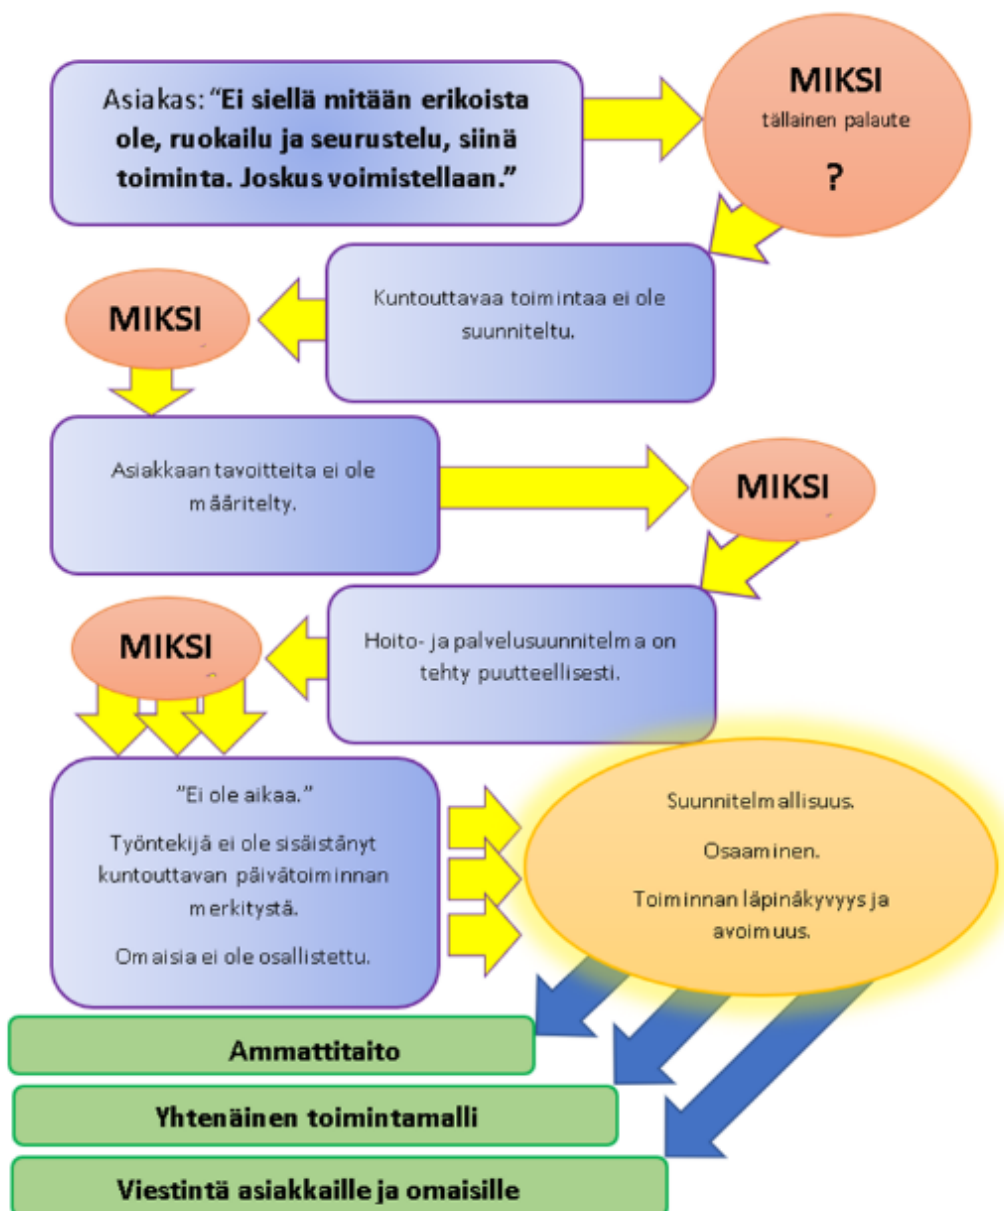 Asiakas: “Ei siellä mitään erikoista
ole, ruokailu ja seurustelu, siinä
toiminta. Joskus voimistellaan.”
MIKSI
tällainen palaute
?
Kuntouttavaa toimintaa ei ole
suunniteltu.
MIKSI
Asiakkaan tavoitteita ei ole
määritelty.
MIKSI
Hoito- ja palvelusuunnitelma on
tehty puutteellisesti.
MIKSI
”Ei ole aikaa.”
Työntekijä ei ole sisäistänyt
kuntouttavan päivätoiminnan
merkitystä.
Omaisia ei ole osallistettu.
Suunnitelmallisuus.
Osaaminen.
Toiminnan läpinäkyvyys ja
avoimuus.
Ammattitaito
Yhtenäinen toimintamalli
Viestintä asiakkaille ja omaisille